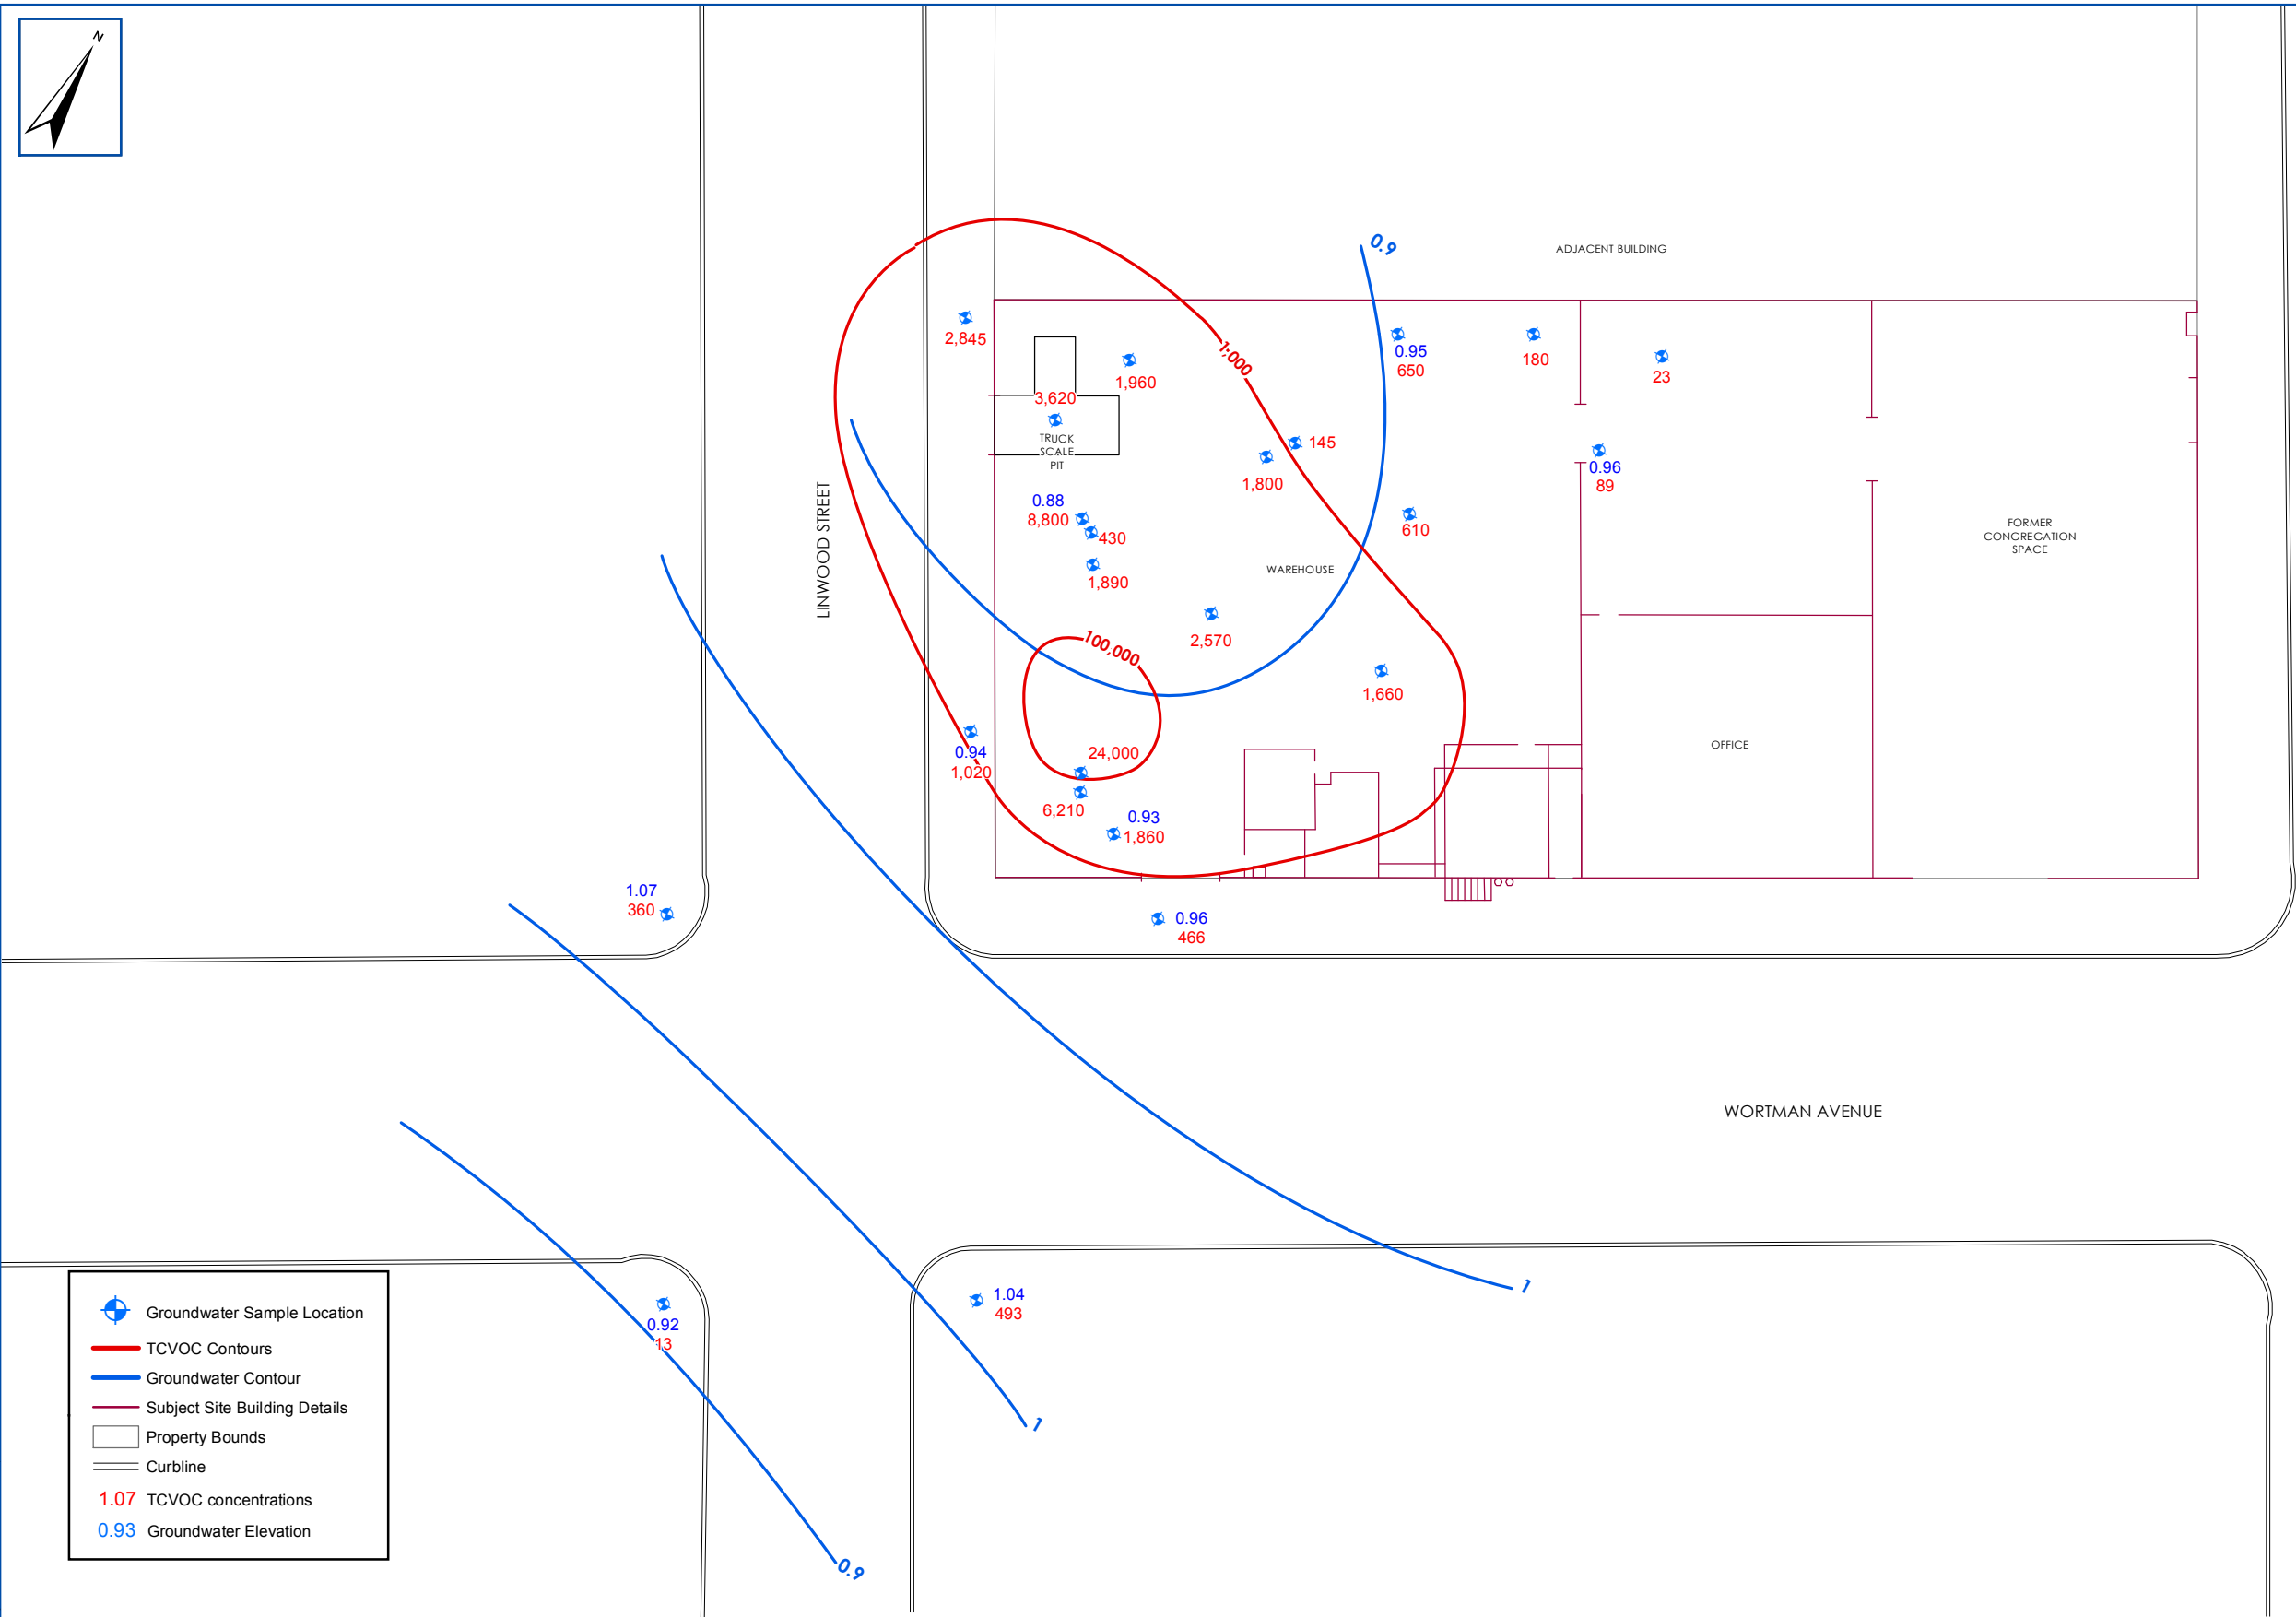 N
0.9
ADJACENT BUILDING
2,845
1,960
1,000
0.95
650
180
23
3,620
TRUCK
SCALE
PIT
145
1,800
0.96
89
LINWOOD STREET
0.88
8,800
430
610
1,890
WAREHOUSE
FORMER
CONGREGATION
SPACE
2,570
100,000
1,660
0.94
1,020
24,000
OFFICE
6,210
0.93
1,860
1.07
360
0.96
466
WORTMAN AVENUE
1
1.04
493
0.92
13
1
0.9
Groundwater Sample Location
TCVOC Contours
Groundwater Contour
Subject Site Building Details
Property Bounds
Curbline
1.07 TCVOC concentrations
0.93 Groundwater Elevation